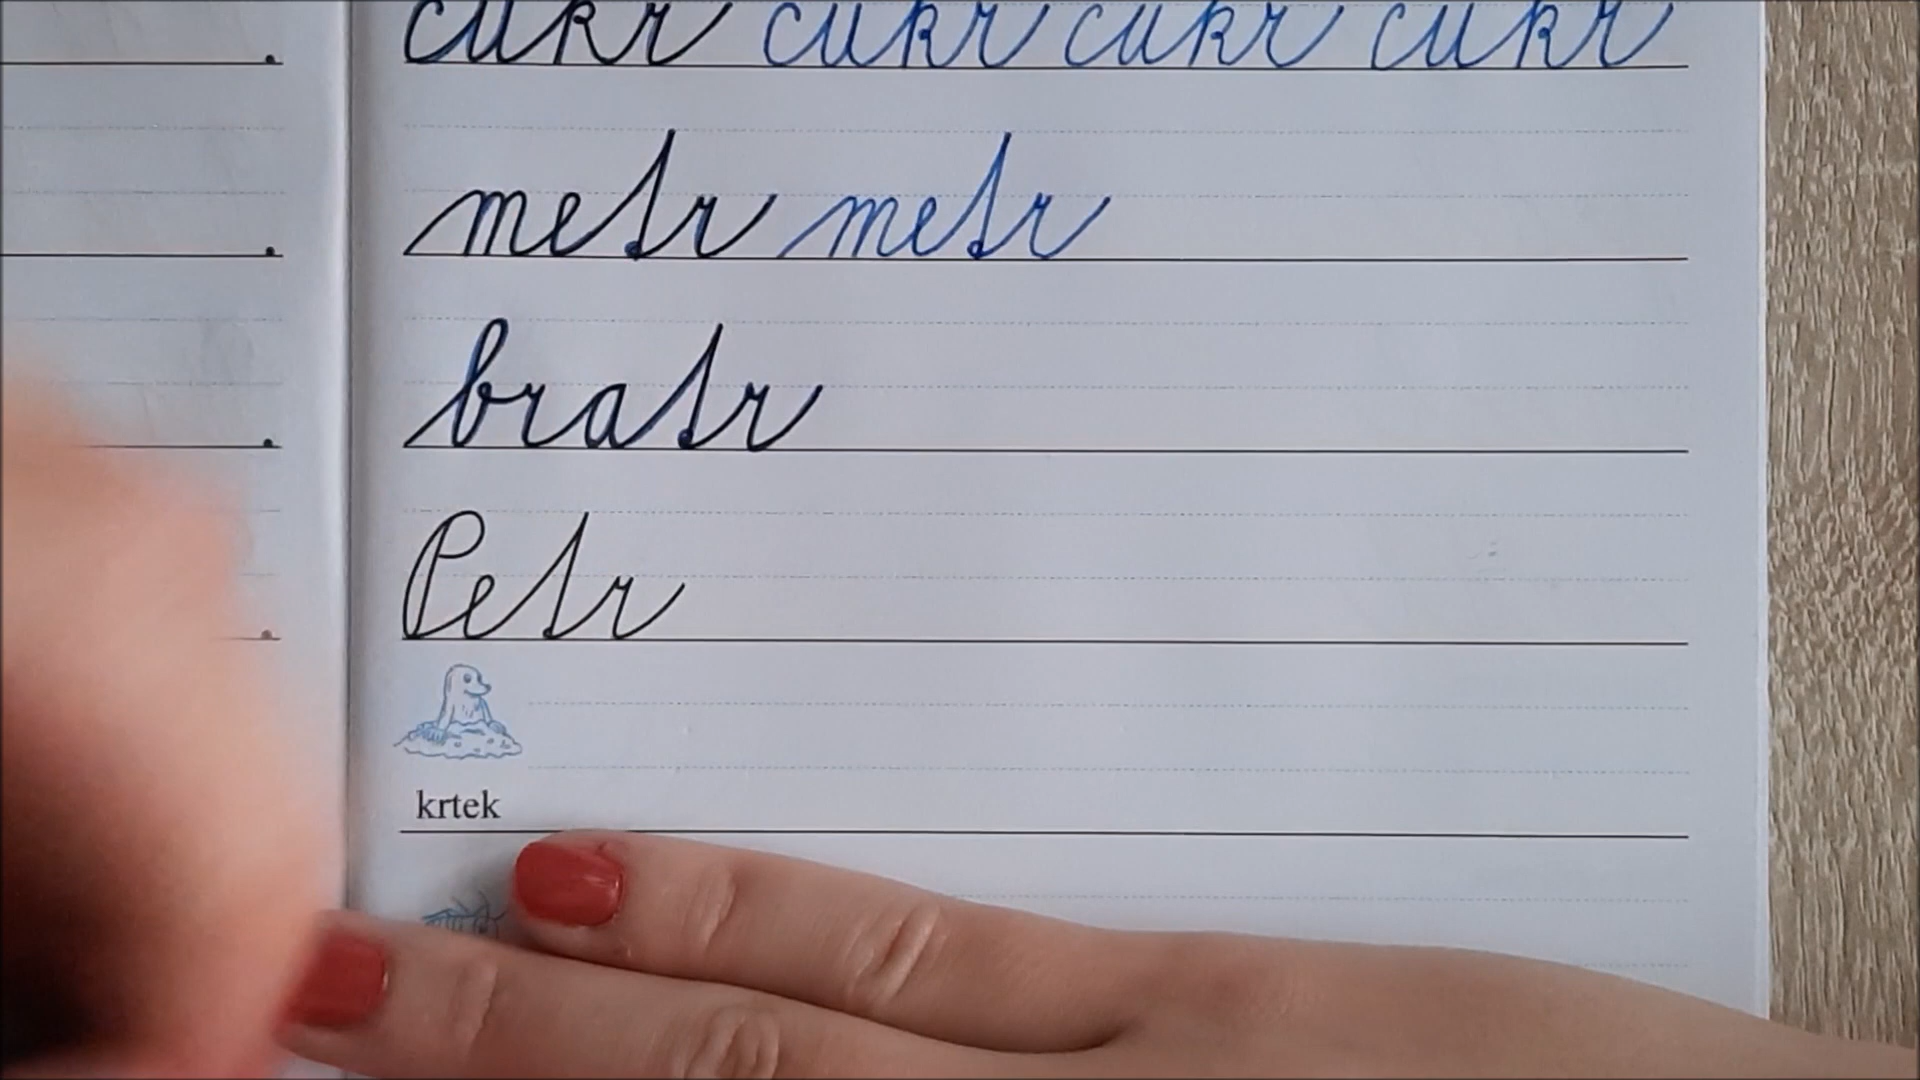 cukr cukr cukr cukr
metr metr
bratr
Petr
krtek